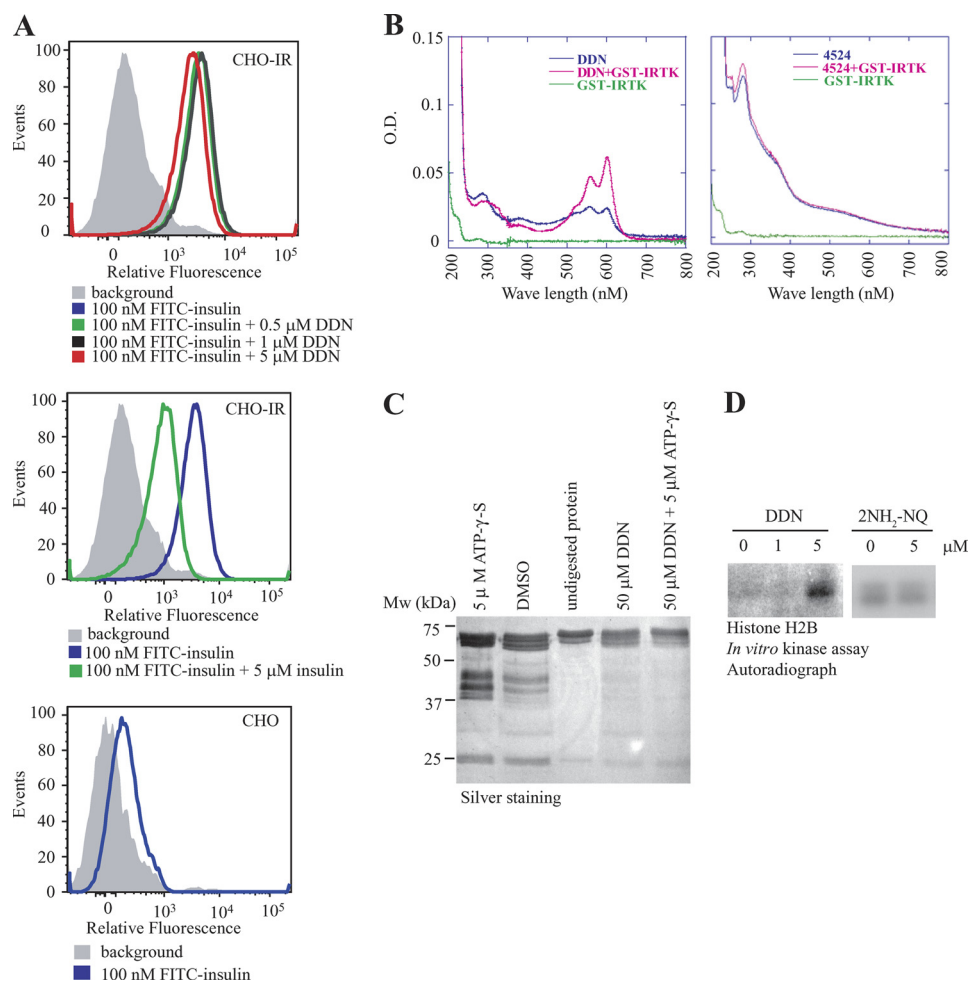 A
100
80
60
40
20
0
Events
CHO-IR
0
10³
10⁴
10⁵
Relative Fluorescence
background
100 nM FITC-insulin
100 nM FITC-insulin + 0.5 µM DDN
100 nM FITC-insulin + 1 µM DDN
100 nM FITC-insulin + 5 µM DDN
100
80
60
40
20
0
Events
CHO-IR
0
10³
10⁴
10⁵
Relative Fluorescence
background
100 nM FITC-insulin
100 nM FITC-insulin + 5 µM insulin
100
80
60
40
20
0
Events
CHO
0
10³
10⁴
10⁵
Relative Fluorescence
background
100 nM FITC-insulin
B
0.15
0.1
0.05
0
O.D.
DDN
DDN+GST-IRTK
GST-IRTK
200 300 400 500 600 700 800
Wave length (nM)
4524
4524+GST-IRTK
GST-IRTK
200 300 400 500 600 700 800
Wave length (nM)
C
5 µ M ATP-γ-S
DMSO
undigested protein
50 µM DDN
50 µM DDN + 5 µM ATP-γ-S
Mw (kDa)
75
50
37
25
Silver staining
D
DDN
0 1 5
2NH₂-NQ
0 5 µM
Histone H2B
In vitro kinase assay
Autoradiograph